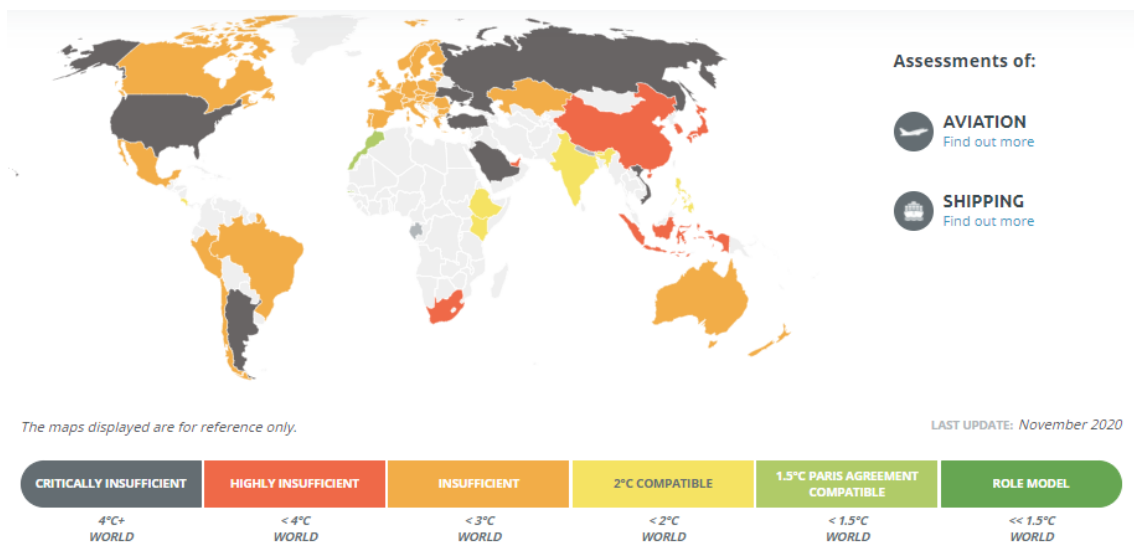 Assessments of:
AVIATION
Find out more
SHIPPING
Find out more
The maps displayed are for reference only.
LAST UPDATE: November 2020
CRITICALLY INSUFFICIENT
HIGHLY INSUFFICIENT
INSUFFICIENT
2°C COMPATIBLE
1.5°C PARIS AGREEMENT
COMPATIBLE
ROLE MODEL
4°C+
WORLD
< 4°C
WORLD
< 3°C
WORLD
< 2°C
WORLD
< 1.5°C
WORLD
<< 1.5°C
WORLD